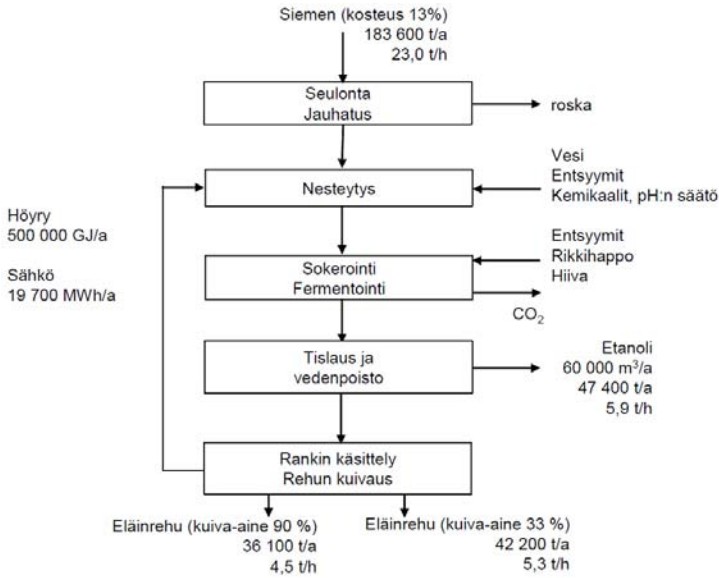 Siemen (kosteus 13%)
183 600 t/a
23,0 t/h
Seulonta
Jauhatus
roska
Vesi
Entsyymit
Kemikaalit, pH:n säätö
Nesteytys
Höyry
500 000 GJ/a
Sähkö
19 700 MWh/a
Entsyymit
Rikkihappo
Hiiva
Sokerointi
Fermentointi
CO2
Etanoli
60 000 m³/a
47 400 t/a
5,9 t/h
Tislaus ja
vedenpoisto
Rankin käsittely
Rehun kuivaus
Eläinrehu (kuiva-aine 90 %)
36 100 t/a
4,5 t/h
Eläinrehu (kuiva-aine 33 %)
42 200 t/a
5,3 t/h